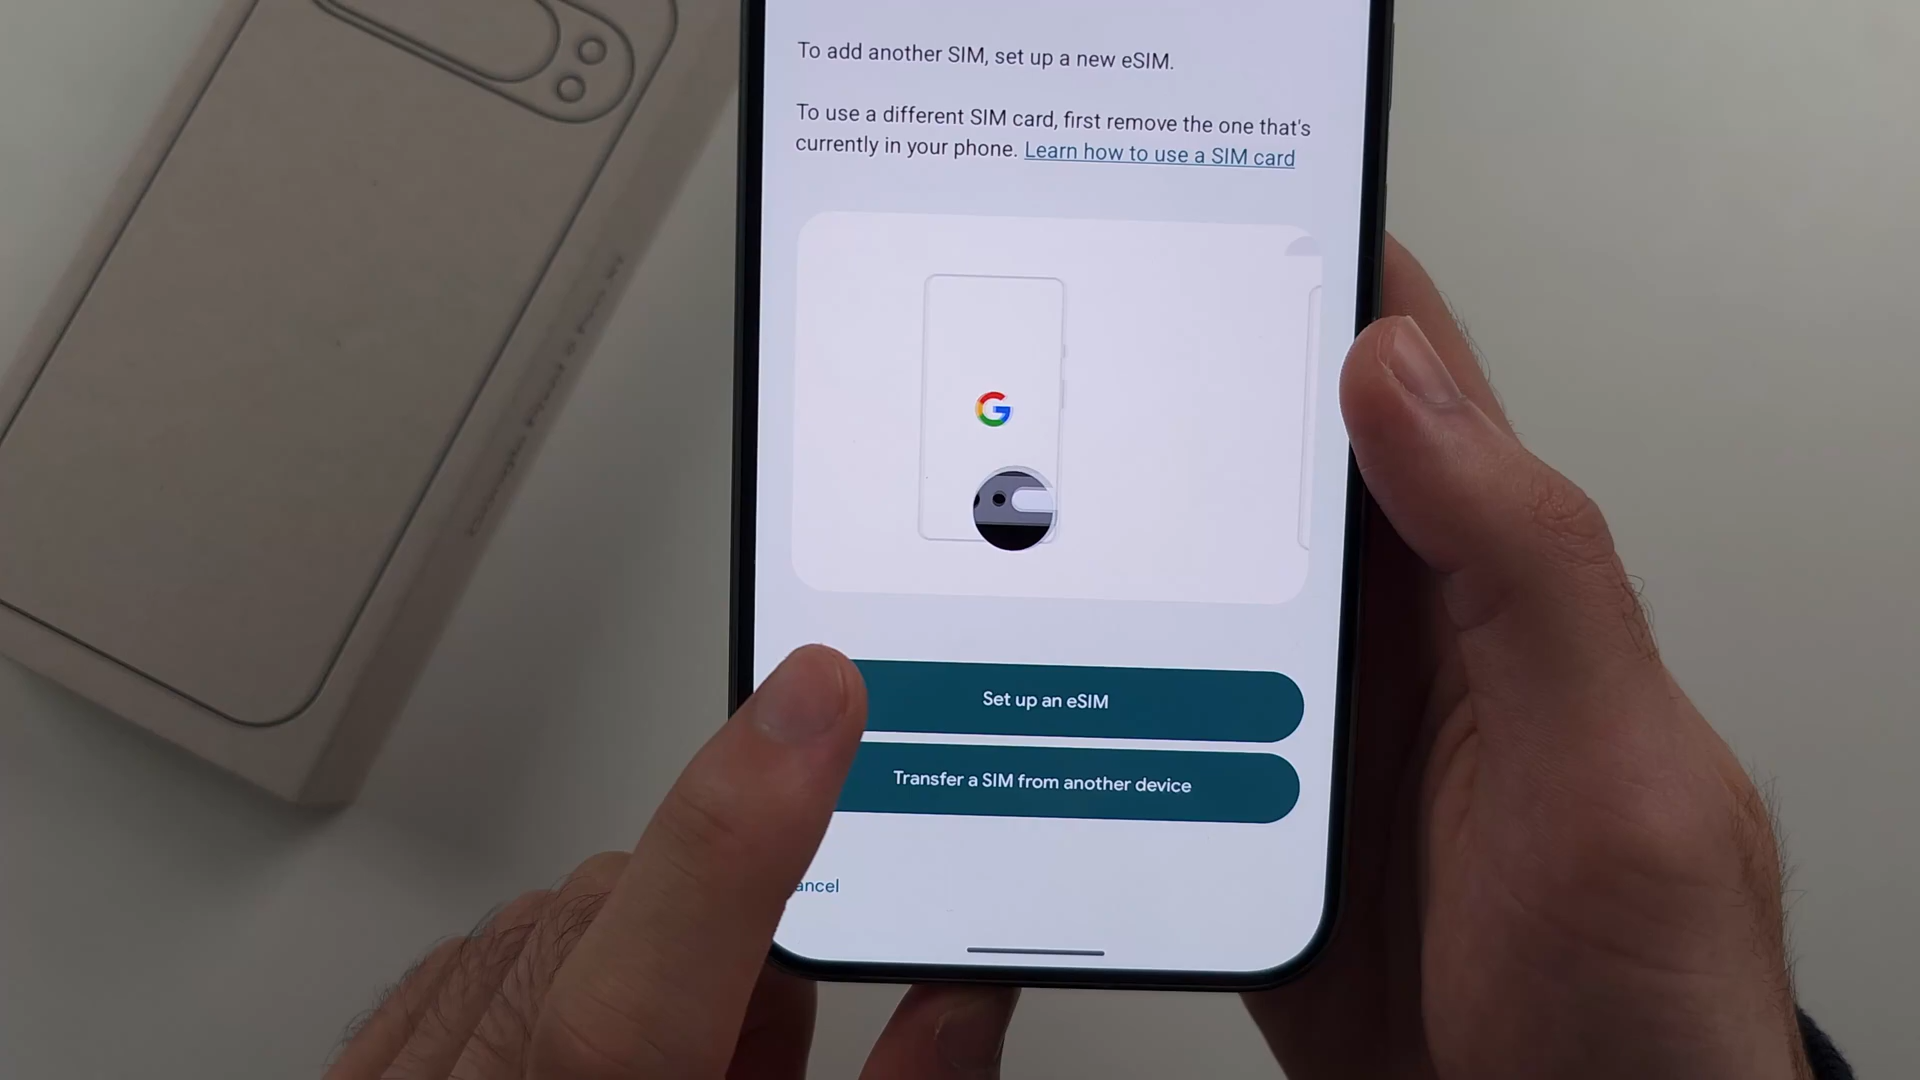 To add another SIM, set up a new eSIM.
To use a different SIM card, first remove the one that's
currently in your phone. Learn how to use a SIM card
Set up an eSIM
Transfer a SIM from another device
ancel